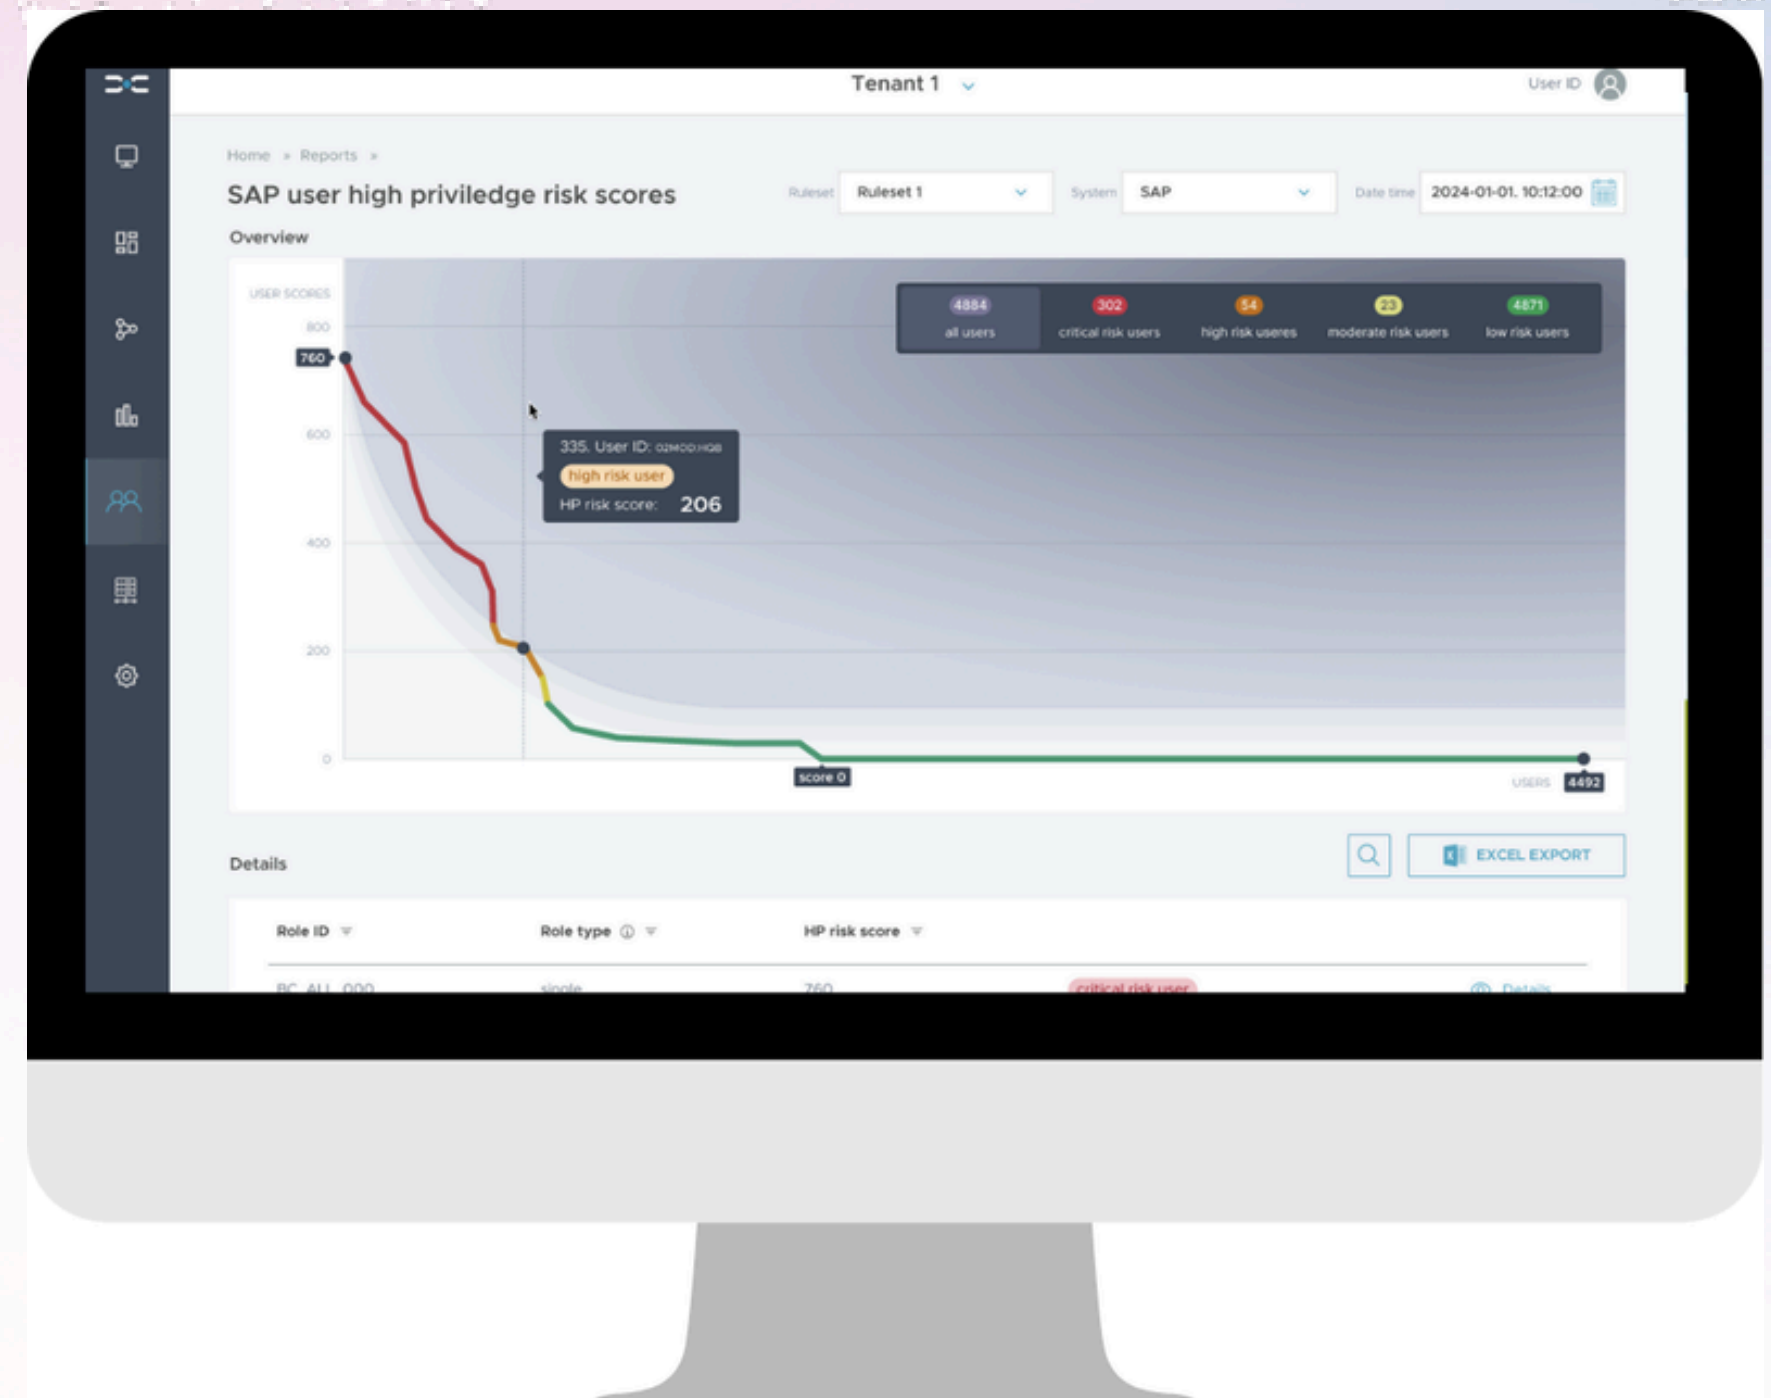 Tenant 1
User ID
Home » Reports »
SAP user high priviledge risk scores
Ruleset Ruleset 1
System SAP
Date time 2024-01-01. 10:12:00
Overview
USER SCORES
800
760
600
400
200
0
4884 all users
302 critical risk users
54 high risk useres
23 moderate risk users
4871 low risk users
335. User ID:
high risk user
HP risk score: 206
score 0
USERS 4492
Details
EXCEL EXPORT
Role ID Role type HP risk score
BC_ALL_000 single 760 critical risk user Details